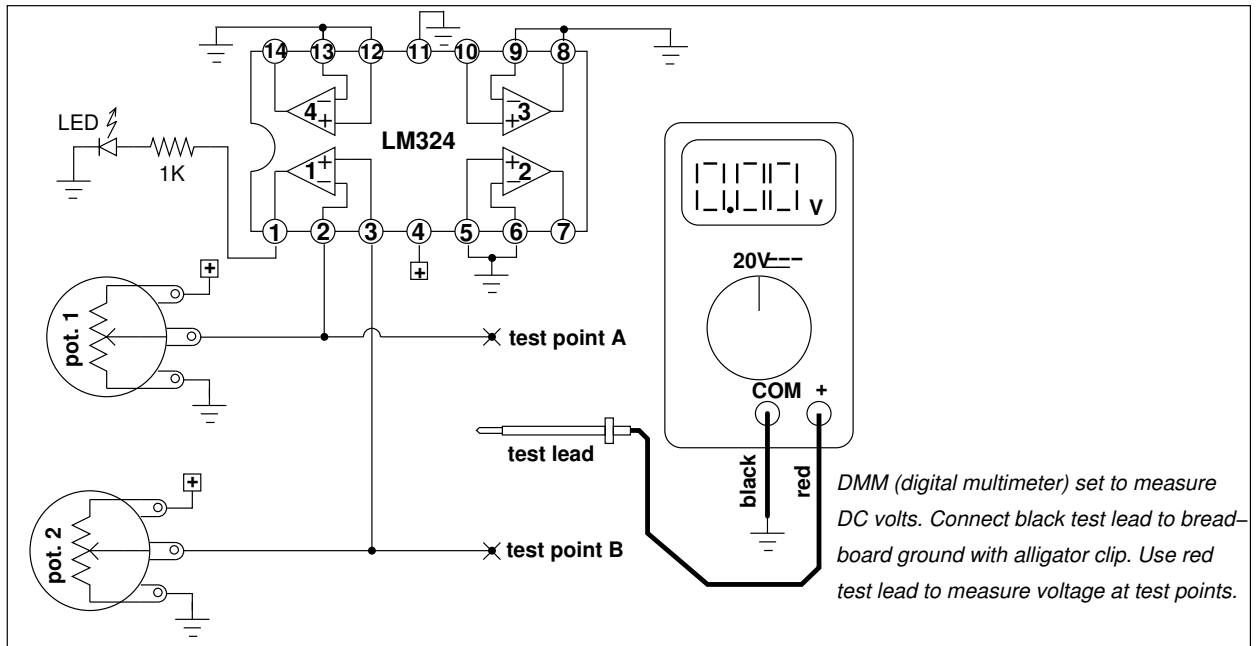 14 13 12 11 10 9 8
4 − + − + 3
LED
LM324
1K
1 + − + − 2
1 2 3 4 5 6 7
+
+
pot. 1
test point A
0.00 V
20V
COM +
test lead
black
red
+
pot. 2
test point B
DMM (digital multimeter) set to measure
DC volts. Connect black test lead to bread−
board ground with alligator clip. Use red
test lead to measure voltage at test points.